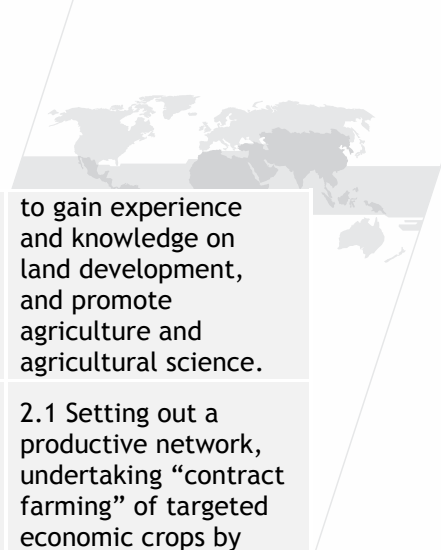 to gain experience
and knowledge on
land development,
and promote
agriculture and
agricultural science.
2.1 Setting out a
productive network,
undertaking “contract
farming” of targeted
economic crops by